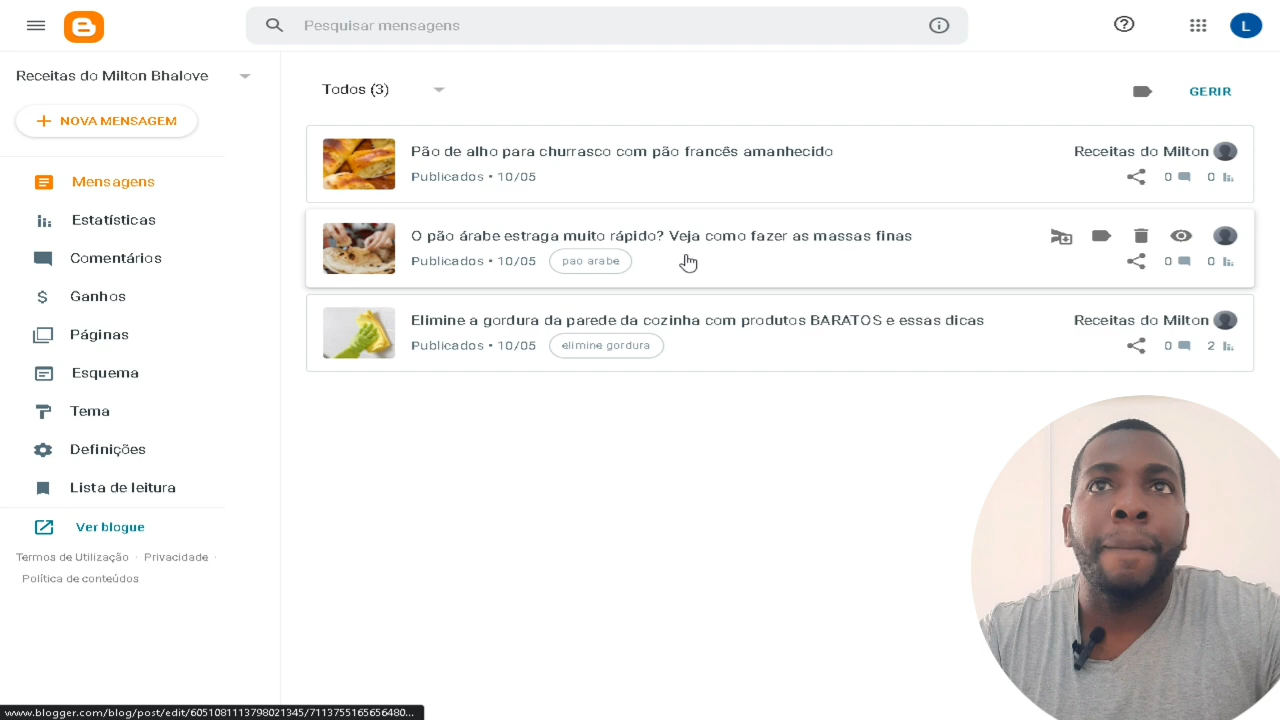 Pesquisar mensagens
L
Receitas do Milton Bhalove
NOVA MENSAGEM
Mensagens
Estatísticas
Comentários
Ganhos
Páginas
Esquema
Tema
Definições
Lista de leitura
Ver blogue
Termos de Utilização · Privacidade ·
Política de conteúdos
Todos (3)
GERIR
Pão de alho para churrasco com pão francês amanhecido
Receitas do Milton
Publicados • 10/05
0 0
O pão árabe estraga muito rápido? Veja como fazer as massas finas
Publicados • 10/05 pao arabe
0 0
Elimine a gordura da parede da cozinha com produtos BARATOS e essas dicas
Receitas do Milton
Publicados • 10/05 elimine gordura
0 2
www.blogger.com/blog/post/edit/6051081113798021345/7113755165656480...